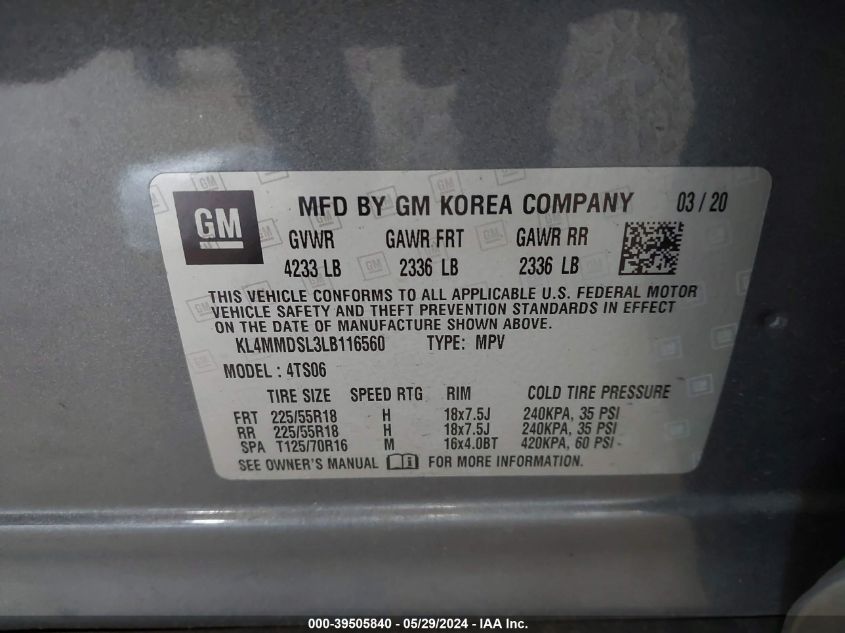 GM
MFD BY GM KOREA COMPANY 03 / 20
GVWR GAWR FRT GAWR RR
4233 LB 2336 LB 2336 LB
THIS VEHICLE CONFORMS TO ALL APPLICABLE U.S. FEDERAL MOTOR
VEHICLE SAFETY AND THEFT PREVENTION STANDARDS IN EFFECT
ON THE DATE OF MANUFACTURE SHOWN ABOVE.
KL4MMDSL3LB116560 TYPE: MPV
MODEL : 4TS06
TIRE SIZE SPEED RTG RIM COLD TIRE PRESSURE
FRT 225/55R18 H 18x7.5J 240KPA, 35 PSI
RR 225/55R18 H 18x7.5J 240KPA, 35 PSI
SPA T125/70R16 M 16x4.0BT 420KPA, 60 PSI
SEE OWNER'S MANUAL FOR MORE INFORMATION.
000-39505840 - 05/29/2024 - IAA Inc.